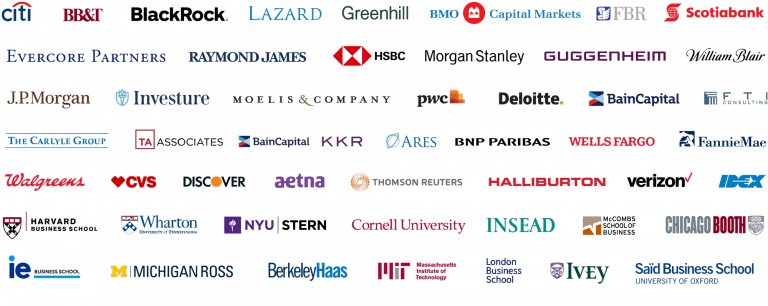 citi BB&T BlackRock. LAZARD Greenhill BMO Capital Markets FBR Scotiabank
EVERCORE PARTNERS RAYMOND JAMES HSBC Morgan Stanley GUGGENHEIM William Blair
J.P.Morgan Investure MOELIS & COMPANY pwc Deloitte. BainCapital FTI
CONSULTING
THE CARLYLE GROUP TA ASSOCIATES BainCapital KKR ARES BNP PARIBAS WELLS FARGO FannieMae
Walgreens CVS DISCOVER aetna THOMSON REUTERS HALLIBURTON verizon IDEX
HARVARD
BUSINESS SCHOOL
Wharton
UNIVERSITY of PENNSYLVANIA
NYU STERN Cornell University INSEAD
McCOMBS
SCHOOL OF
BUSINESS
CHICAGO BOOTH
ie BUSINESS SCHOOL
M MICHIGAN ROSS BerkeleyHaas
MIT
Massachusetts
Institute of
Technology
London
Business
School
IVEY
Saïd Business School
UNIVERSITY OF OXFORD